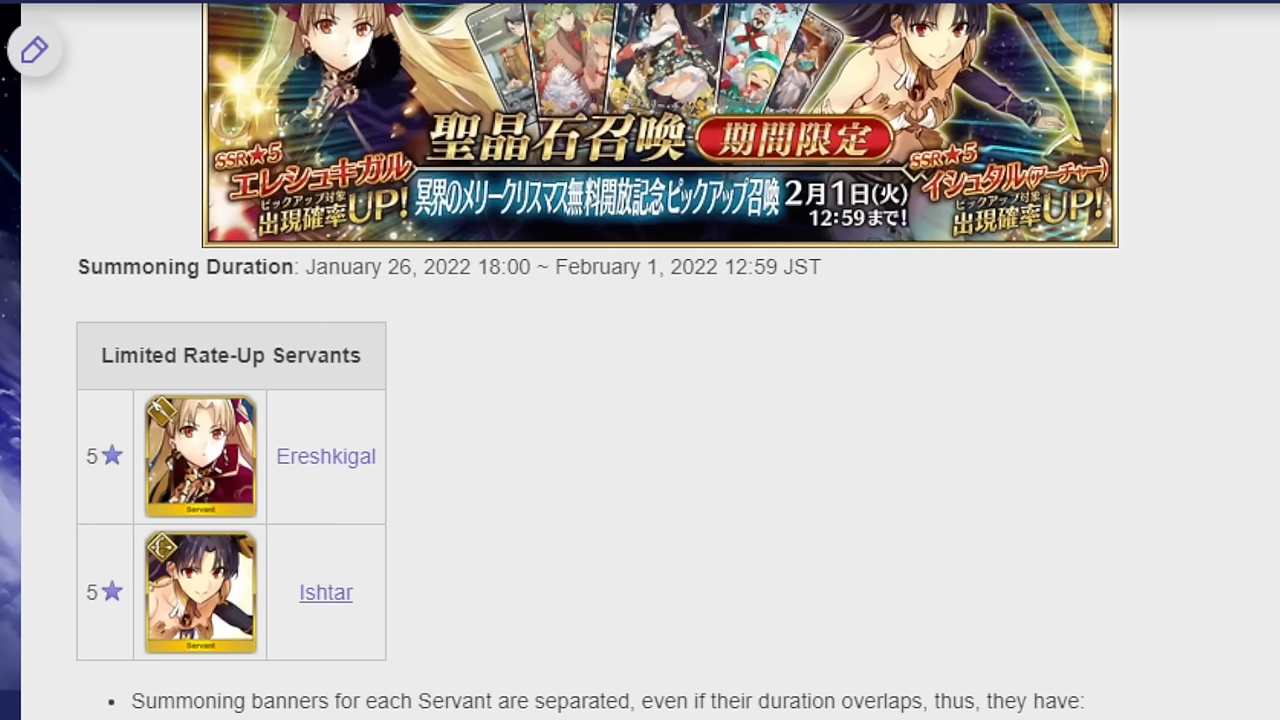 聖晶石召喚 期間限定
SSR★5
エレシュキガル
ピックアップ対象
出現確率UP!
冥界のメリークリスマス無料開放記念ピックアップ召喚
2月1日(火)
12:59まで!
SSR★5
イシュタル(アーチャー)
ピックアップ対象
出現確率UP!
Summoning Duration: January 26, 2022 18:00 ~ February 1, 2022 12:59 JST
Limited Rate-Up Servants
5★ Servant Ereshkigal
5★ Servant Ishtar
• Summoning banners for each Servant are separated, even if their duration overlaps, thus, they have: